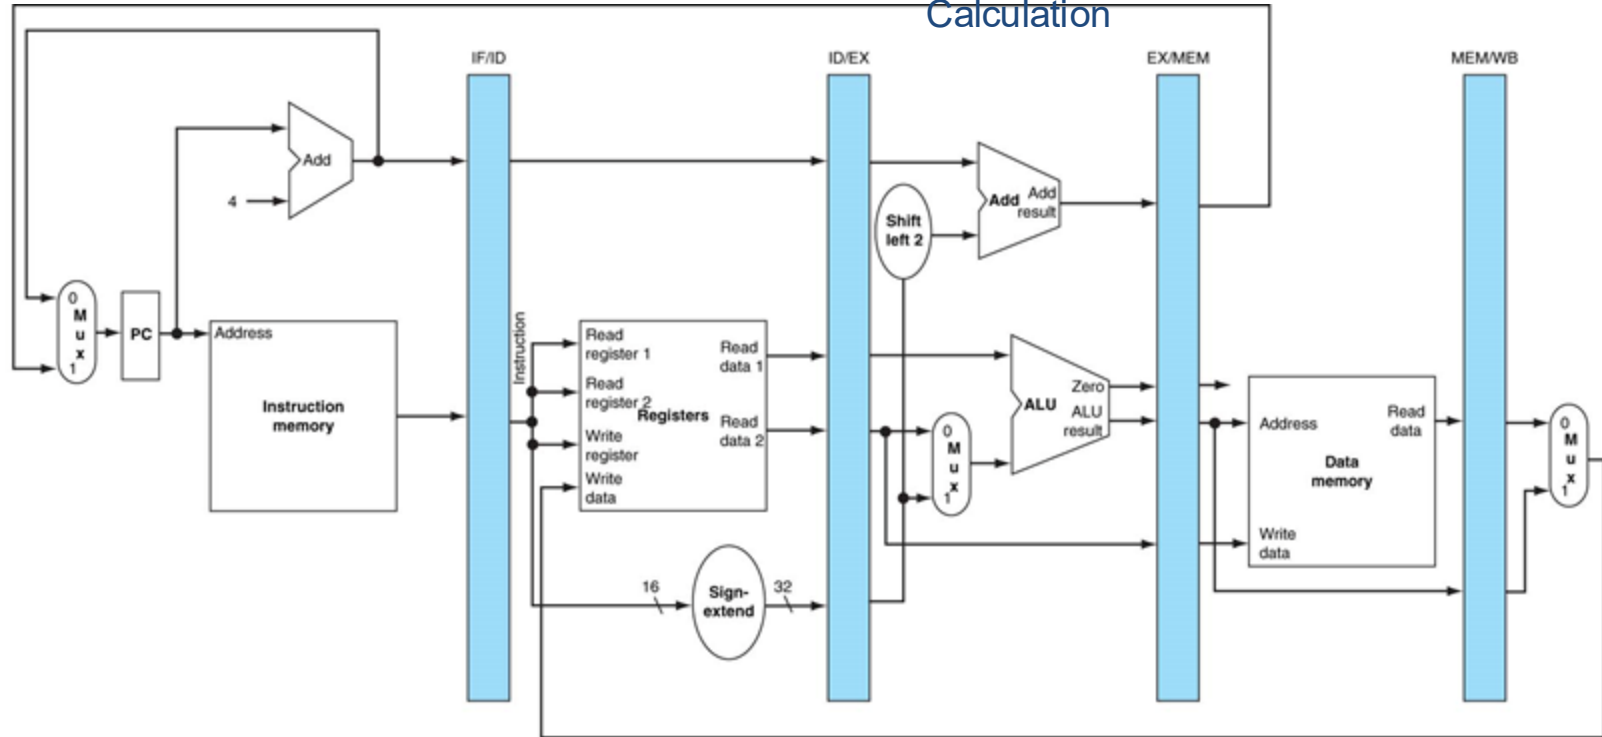 Calculation
IF/ID
ID/EX
EX/MEM
MEM/WB
Add
4
0
M
u
x
1
PC
Address
Instruction
memory
Instruction
Read
register 1
Read
register 2
Write
register
Write
data
Registers
Read
data 1
Read
data 2
16
Sign-
extend
32
Shift
left 2
Add
Add
result
0
M
u
x
1
ALU
Zero
ALU
result
Address
Write
data
Data
memory
Read
data
0
M
u
x
1